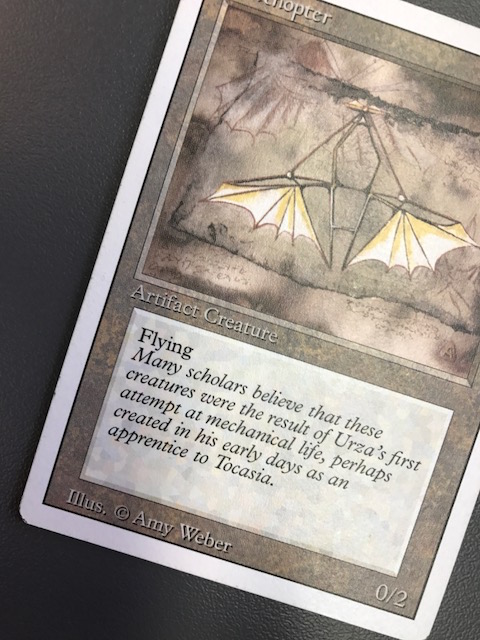 Artifact Creature
Flying
Many scholars believe that these
creatures were the result of Urza's first
attempt at mechanical life, perhaps
created in his early days as an
apprentice to Tocasia.
Illus. © Amy Weber
0/2